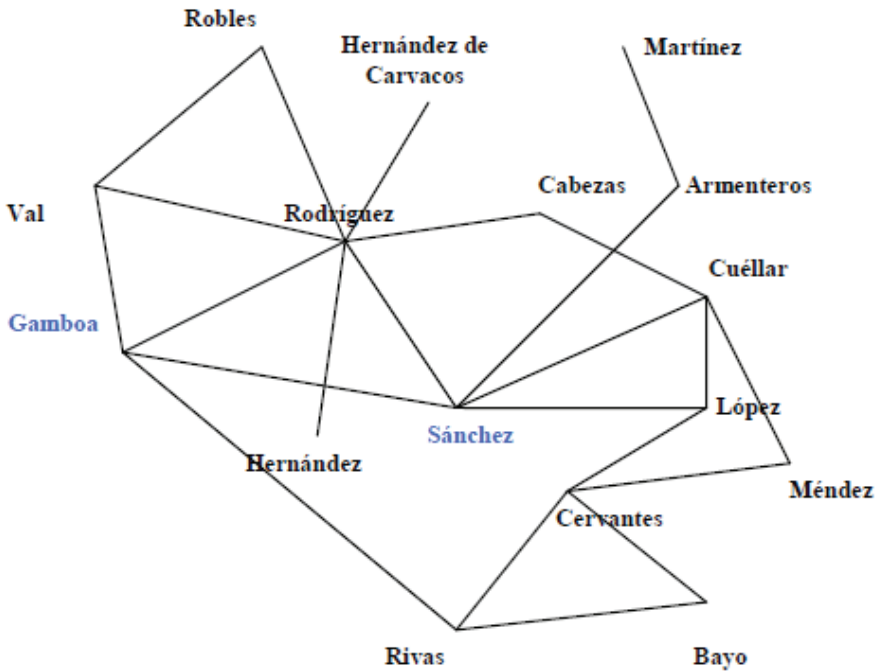 Robles
Hernández de
Carvacos
Martínez
Cabezas
Armenteros
Val
Rodríguez
Cuéllar
Gamboa
López
Sánchez
Hernández
Méndez
Cervantes
Rivas
Bayo